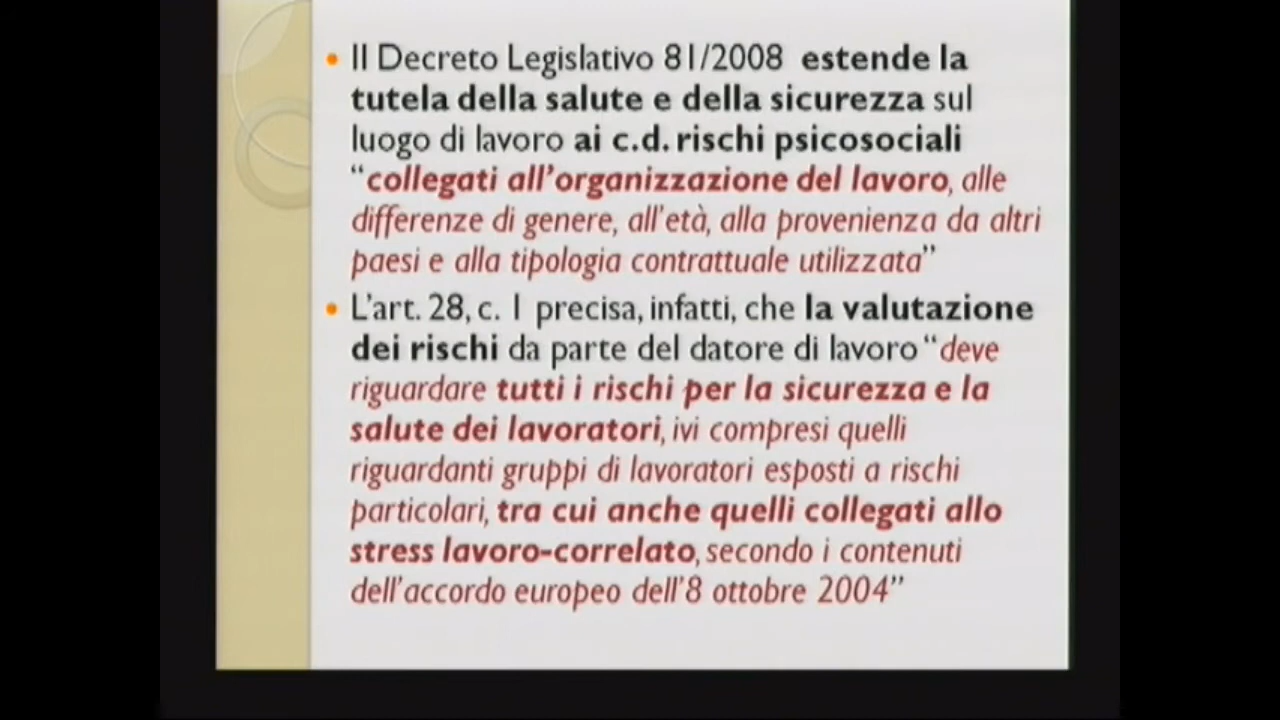 • Il Decreto Legislativo 81/2008 estende la
tutela della salute e della sicurezza sul
luogo di lavoro ai c.d. rischi psicosociali
“collegati all’organizzazione del lavoro, alle
differenze di genere, all’età, alla provenienza da altri
paesi e alla tipologia contrattuale utilizzata”
• L’art. 28, c. 1 precisa, infatti, che la valutazione
dei rischi da parte del datore di lavoro “deve
riguardare tutti i rischi per la sicurezza e la
salute dei lavoratori, ivi compresi quelli
riguardanti gruppi di lavoratori esposti a rischi
particolari, tra cui anche quelli collegati allo
stress lavoro-correlato, secondo i contenuti
dell’accordo europeo dell’8 ottobre 2004”